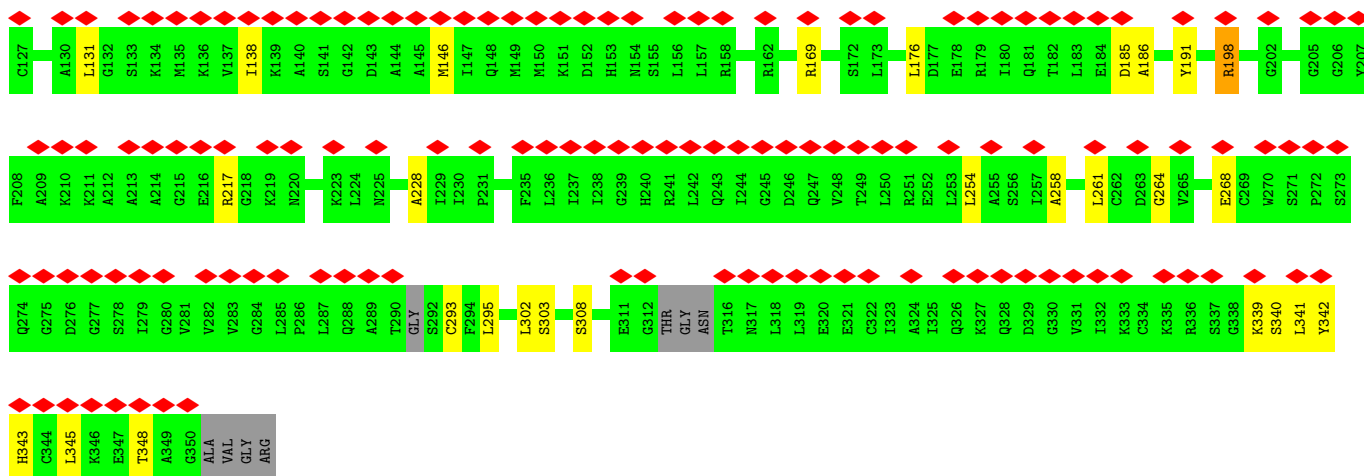 C127 A130 L131 G132 S133 K134 M135 K136 V137 I138 K139 A140 S141 G142 D143 A144 A145 M146 I147 Q148 M149 M150 K151 D152 H153 N154 S155 L156 L157 R158 R162 R169 S172 L173 L176 D177 E178 R179 I180 Q181 T182 L183 E184 D185 A186 Y191 R198 G202 G205 G206 Y207
F208 A209 K210 K211 A212 A213 A214 G215 E216 R217 G218 K219 N220 K223 L224 N225 A228 I229 I230 P231 F235 L236 I237 I238 G239 H240 R241 L242 Q243 I244 G245 D246 Q247 V248 T249 L250 R251 E252 L253 L254 A255 S256 I257 A258 L261 C262 D263 G264 V265 E268 C269 W270 S271 P272 S273
Q274 G275 D276 G277 S278 I279 G280 V281 V282 V283 G284 L285 P286 L287 Q288 A289 T290 GLY S292 C293 F294 L295 L302 S303 S308 E311 G312 THR GLY ASN T316 N317 L318 L319 E320 E321 C322 I323 A324 I325 Q326 K327 Q328 D329 G330 V331 I332 K333 C334 K335 R336 S337 G338 K339 S340 L341 Y342
H343 C344 L345 K346 E347 T348 A349 G350 ALA VAL GLY ARG